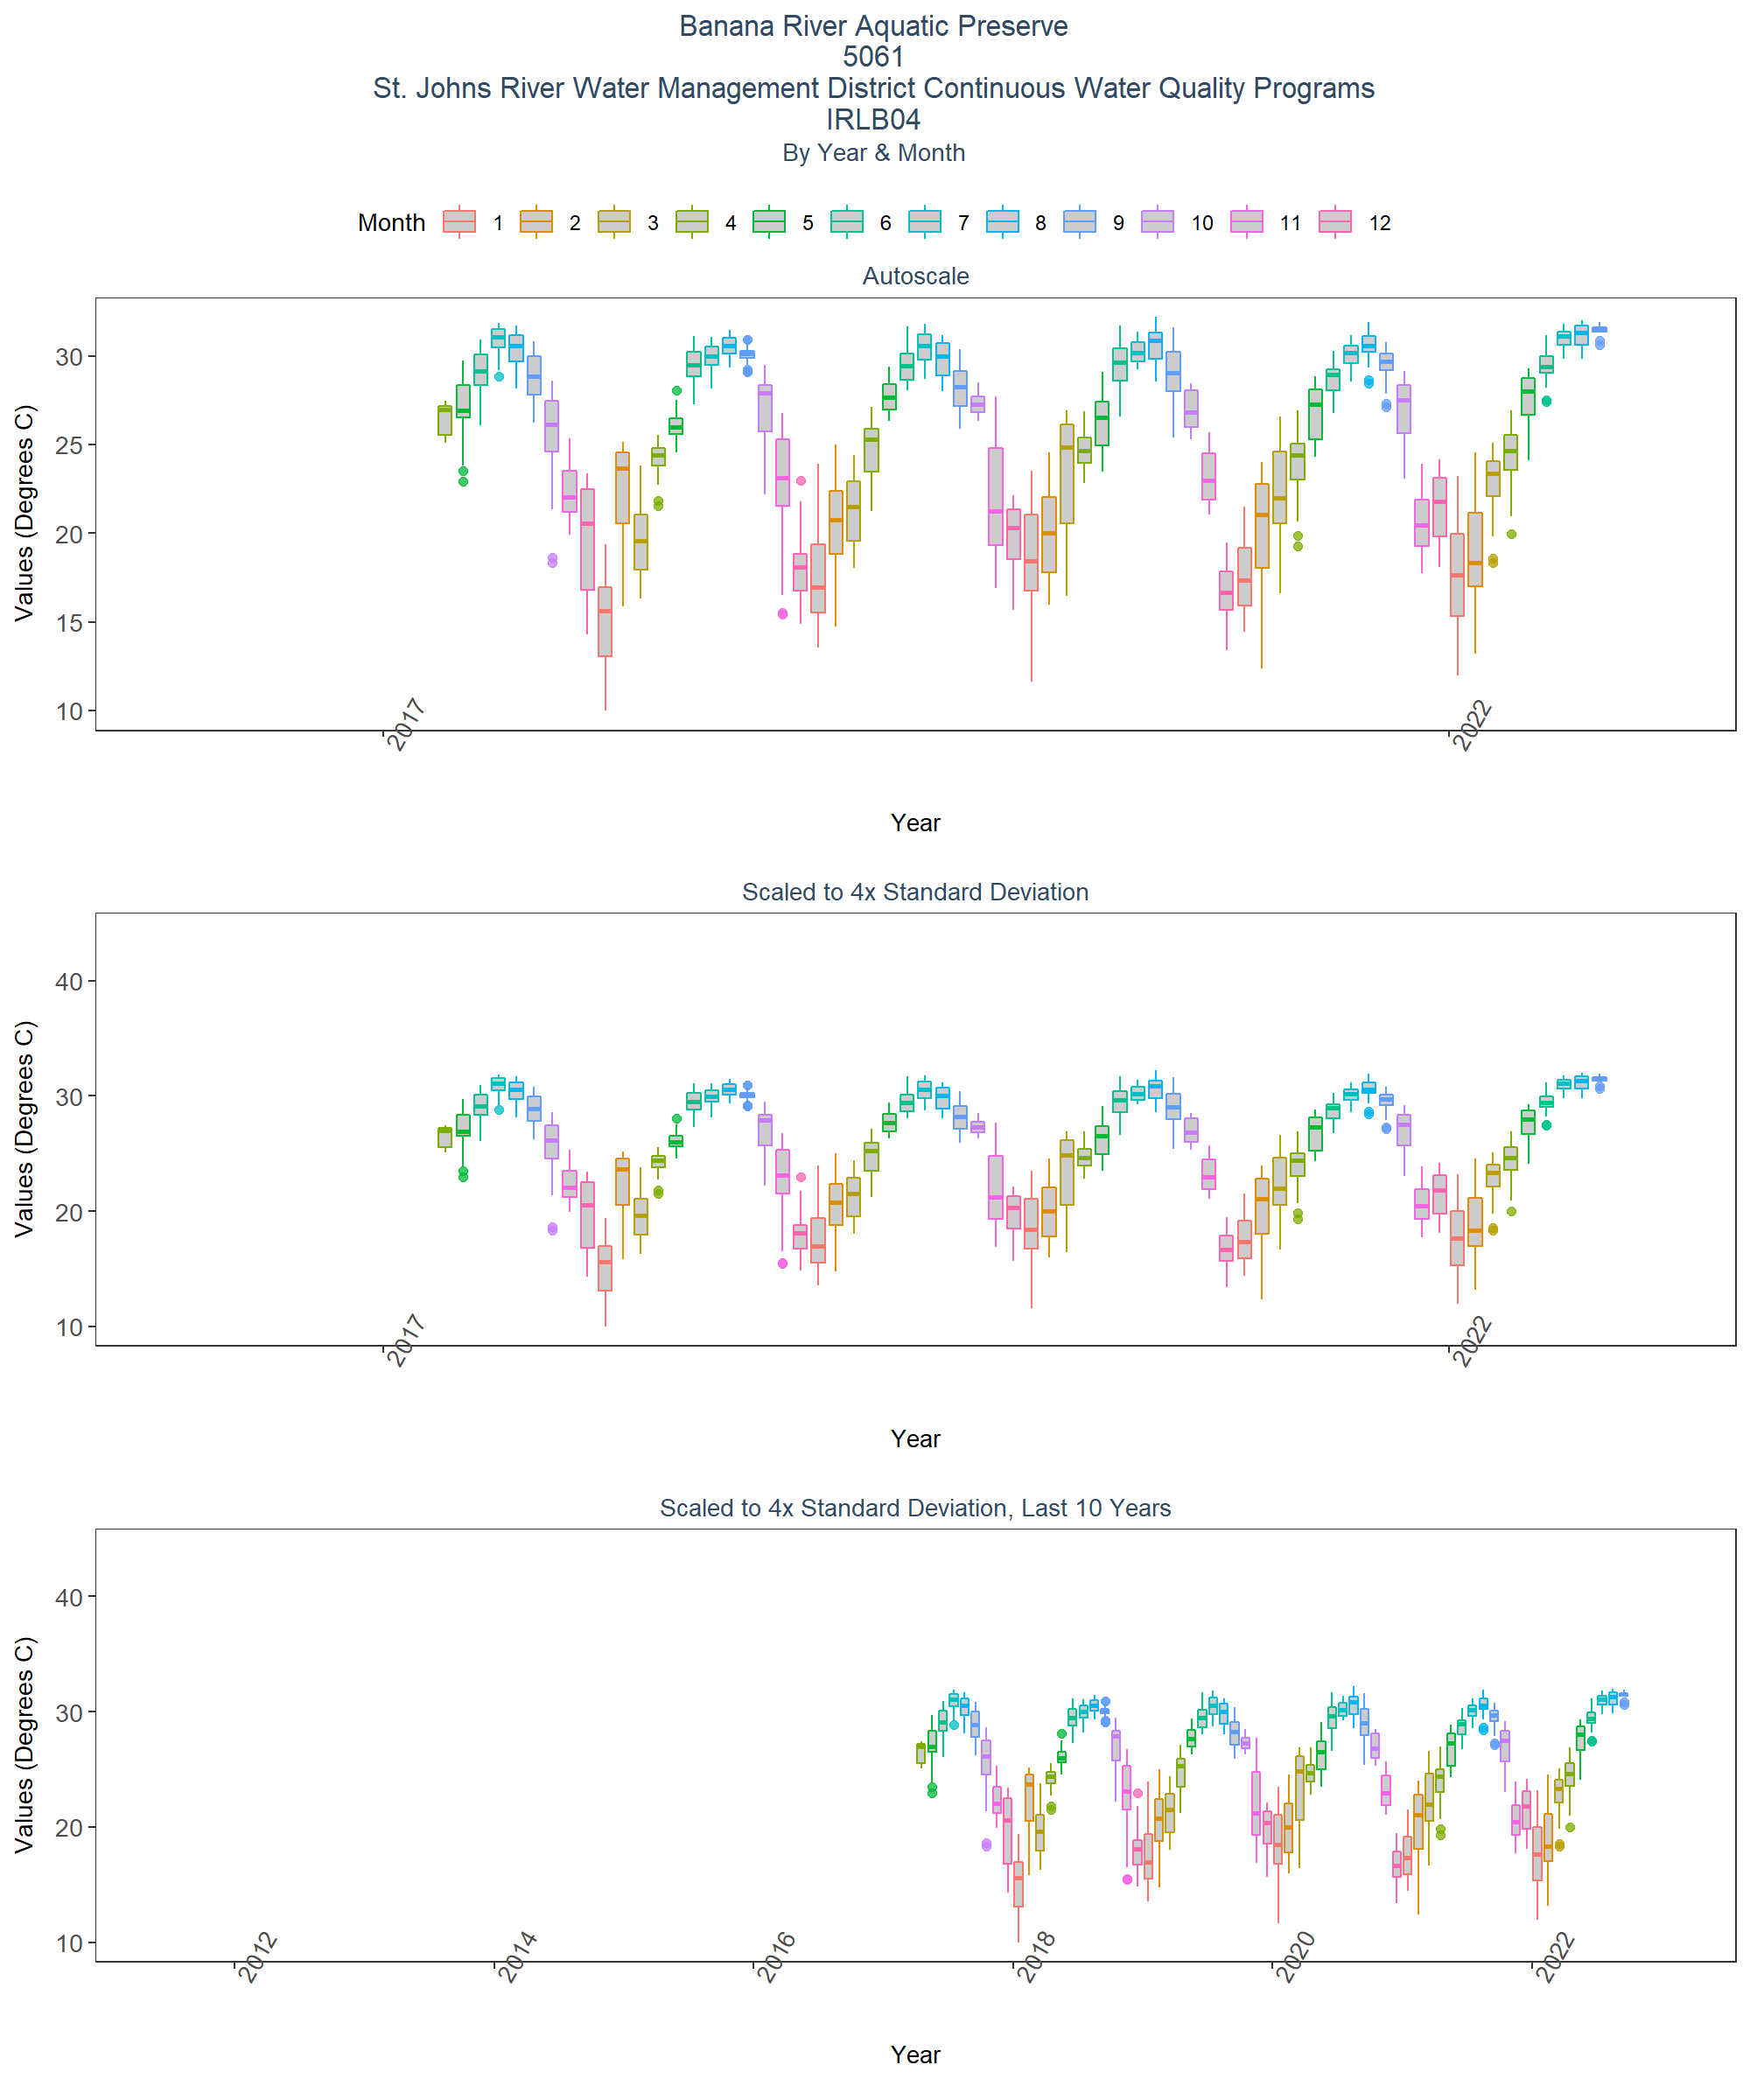 Banana River Aquatic Preserve
5061
St. Johns River Water Management District Continuous Water Quality Programs
IRLB04
By Year & Month
Month 1 2 3 4 5 6 7 8 9 10 11 12
Autoscale
Values (Degrees C)
30
25
20
15
10
2017 2022
Year
Scaled to 4x Standard Deviation
Values (Degrees C)
40
30
20
10
2017 2022
Year
Scaled to 4x Standard Deviation, Last 10 Years
Values (Degrees C)
40
30
20
10
2012 2014 2016 2018 2020 2022
Year